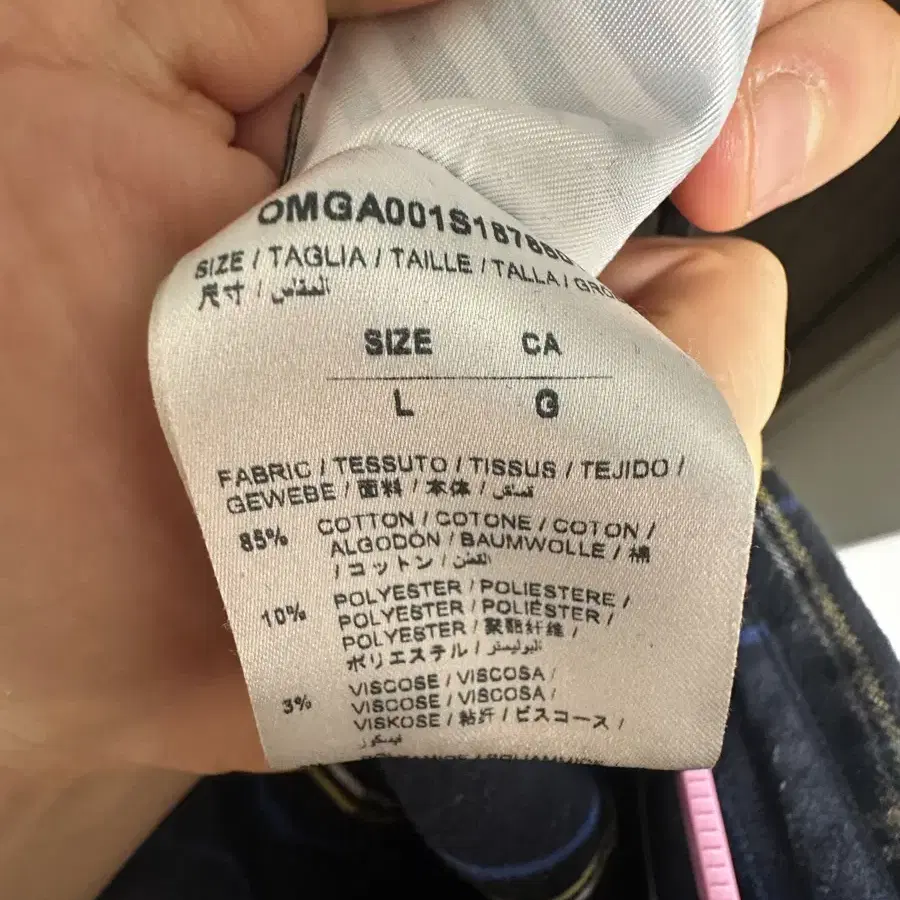 SIZE / TAGLIA / TAILLE / TALLA /
尺寸 / المقاس
SIZE CA
L G
FABRIC / TESSUTO / TISSUS / TEJIDO /
GEWEBE / 面料 / 本体 / قماش
85% COTTON / COTONE / COTON /
ALGODÓN / BAUMWOLLE / 棉
/ コットン / القطن
10% POLYESTER / POLIESTERE /
POLYESTER / POLIÉSTER /
POLYESTER / 聚酯纤维 /
ポリエステル / البوليستر
3% VISCOSE / VISCOSA /
VISCOSE / VISCOSA /
VISKOSE / 粘纤 / ビスコース /
فيسكوز